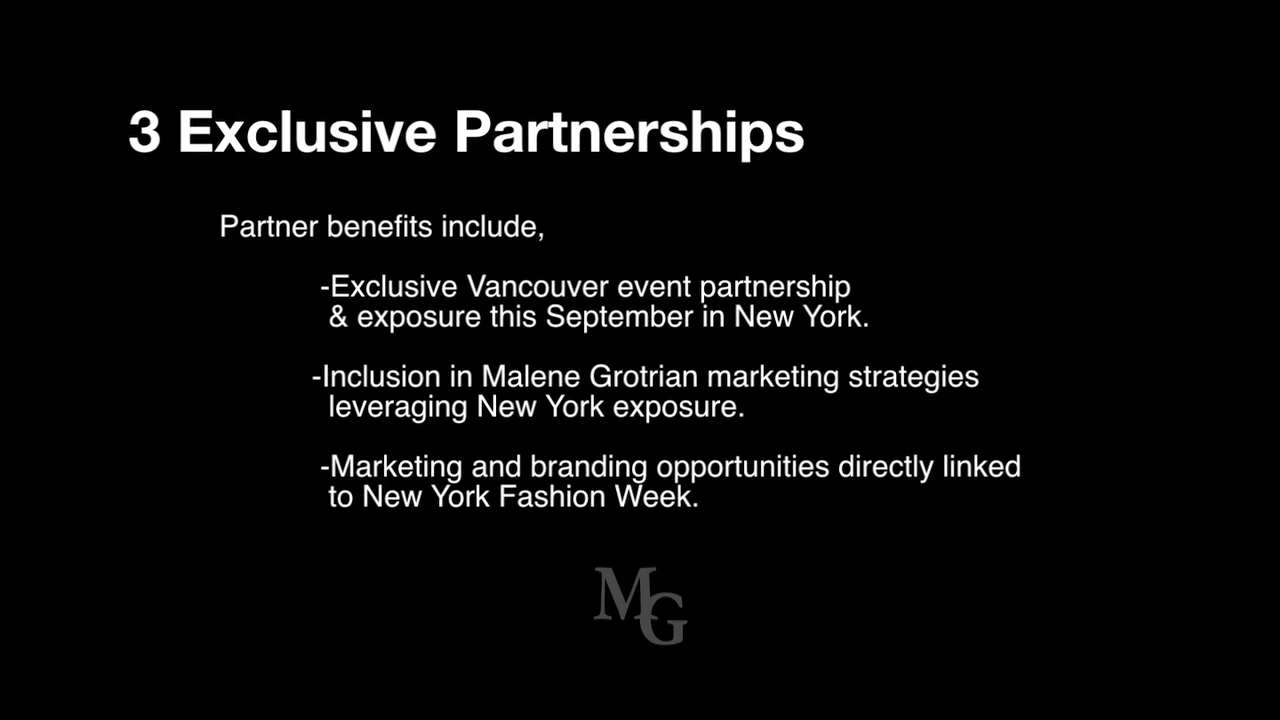 3 Exclusive Partnerships
Partner benefits include,
-Exclusive Vancouver event partnership
& exposure this September in New York.
-Inclusion in Malene Grotrian marketing strategies
leveraging New York exposure.
-Marketing and branding opportunities directly linked
to New York Fashion Week.
MG